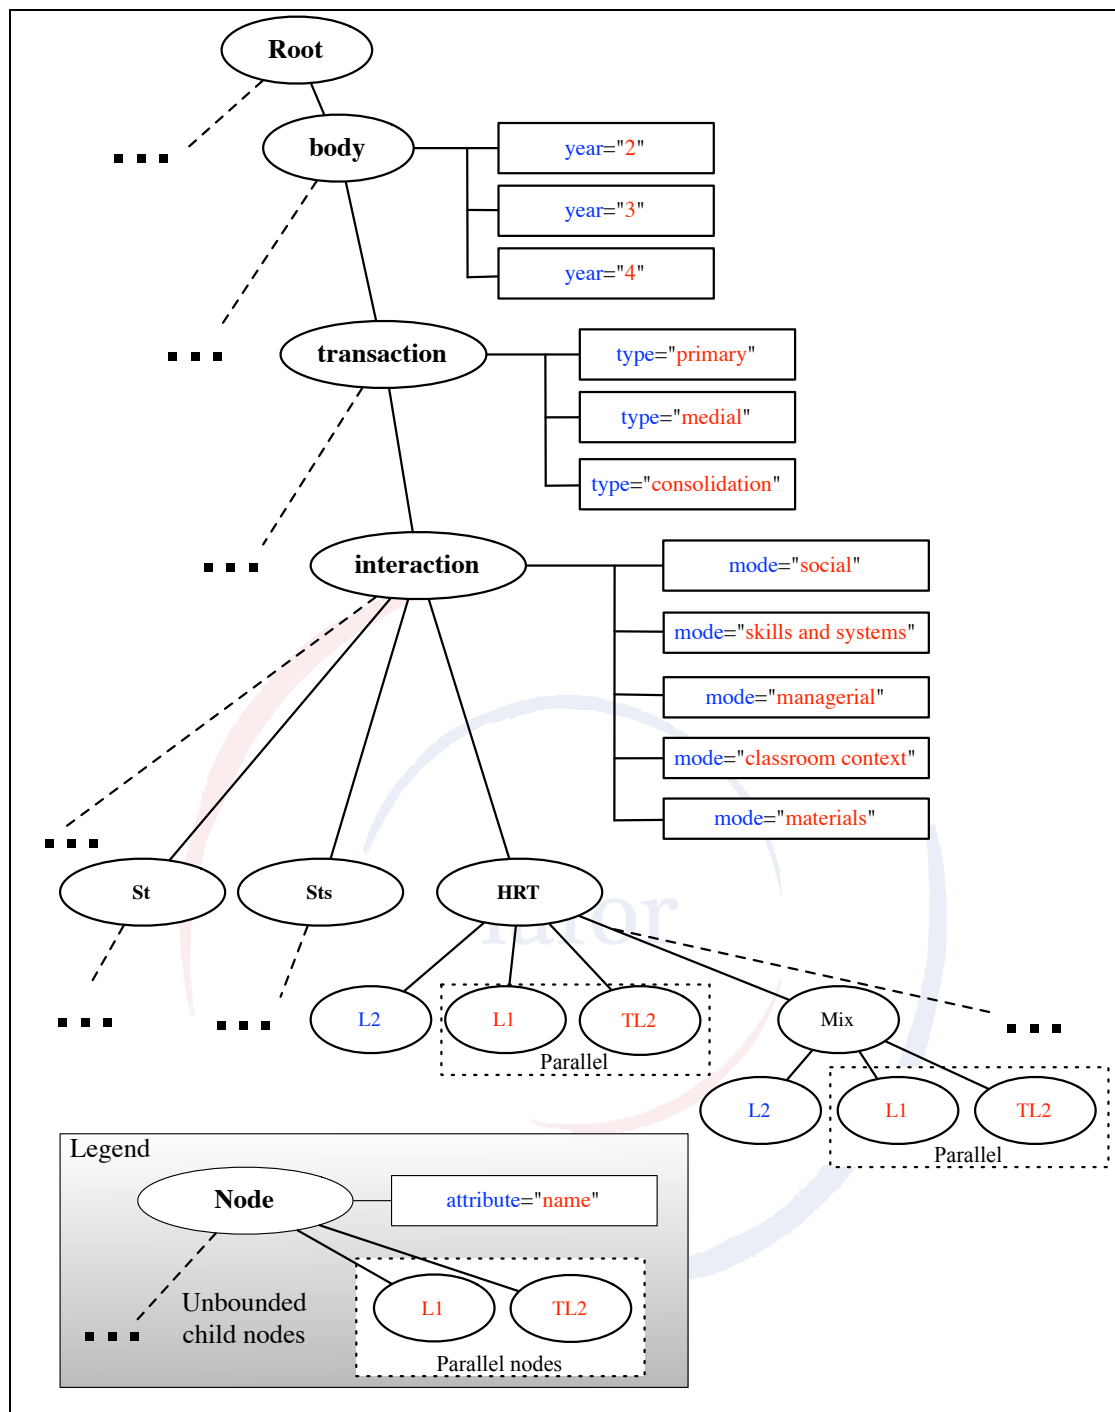 Root
body
year="2"
year="3"
year="4"
transaction
type="primary"
type="medial"
type="consolidation"
interaction
mode="social"
mode="skills and systems"
mode="managerial"
mode="classroom context"
mode="materials"
St
Sts
HRT
L2
L1
TL2
Mix
Parallel
L2
L1
TL2
Parallel
Legend
Node
attribute="name"
Unbounded
child nodes
L1
TL2
Parallel nodes